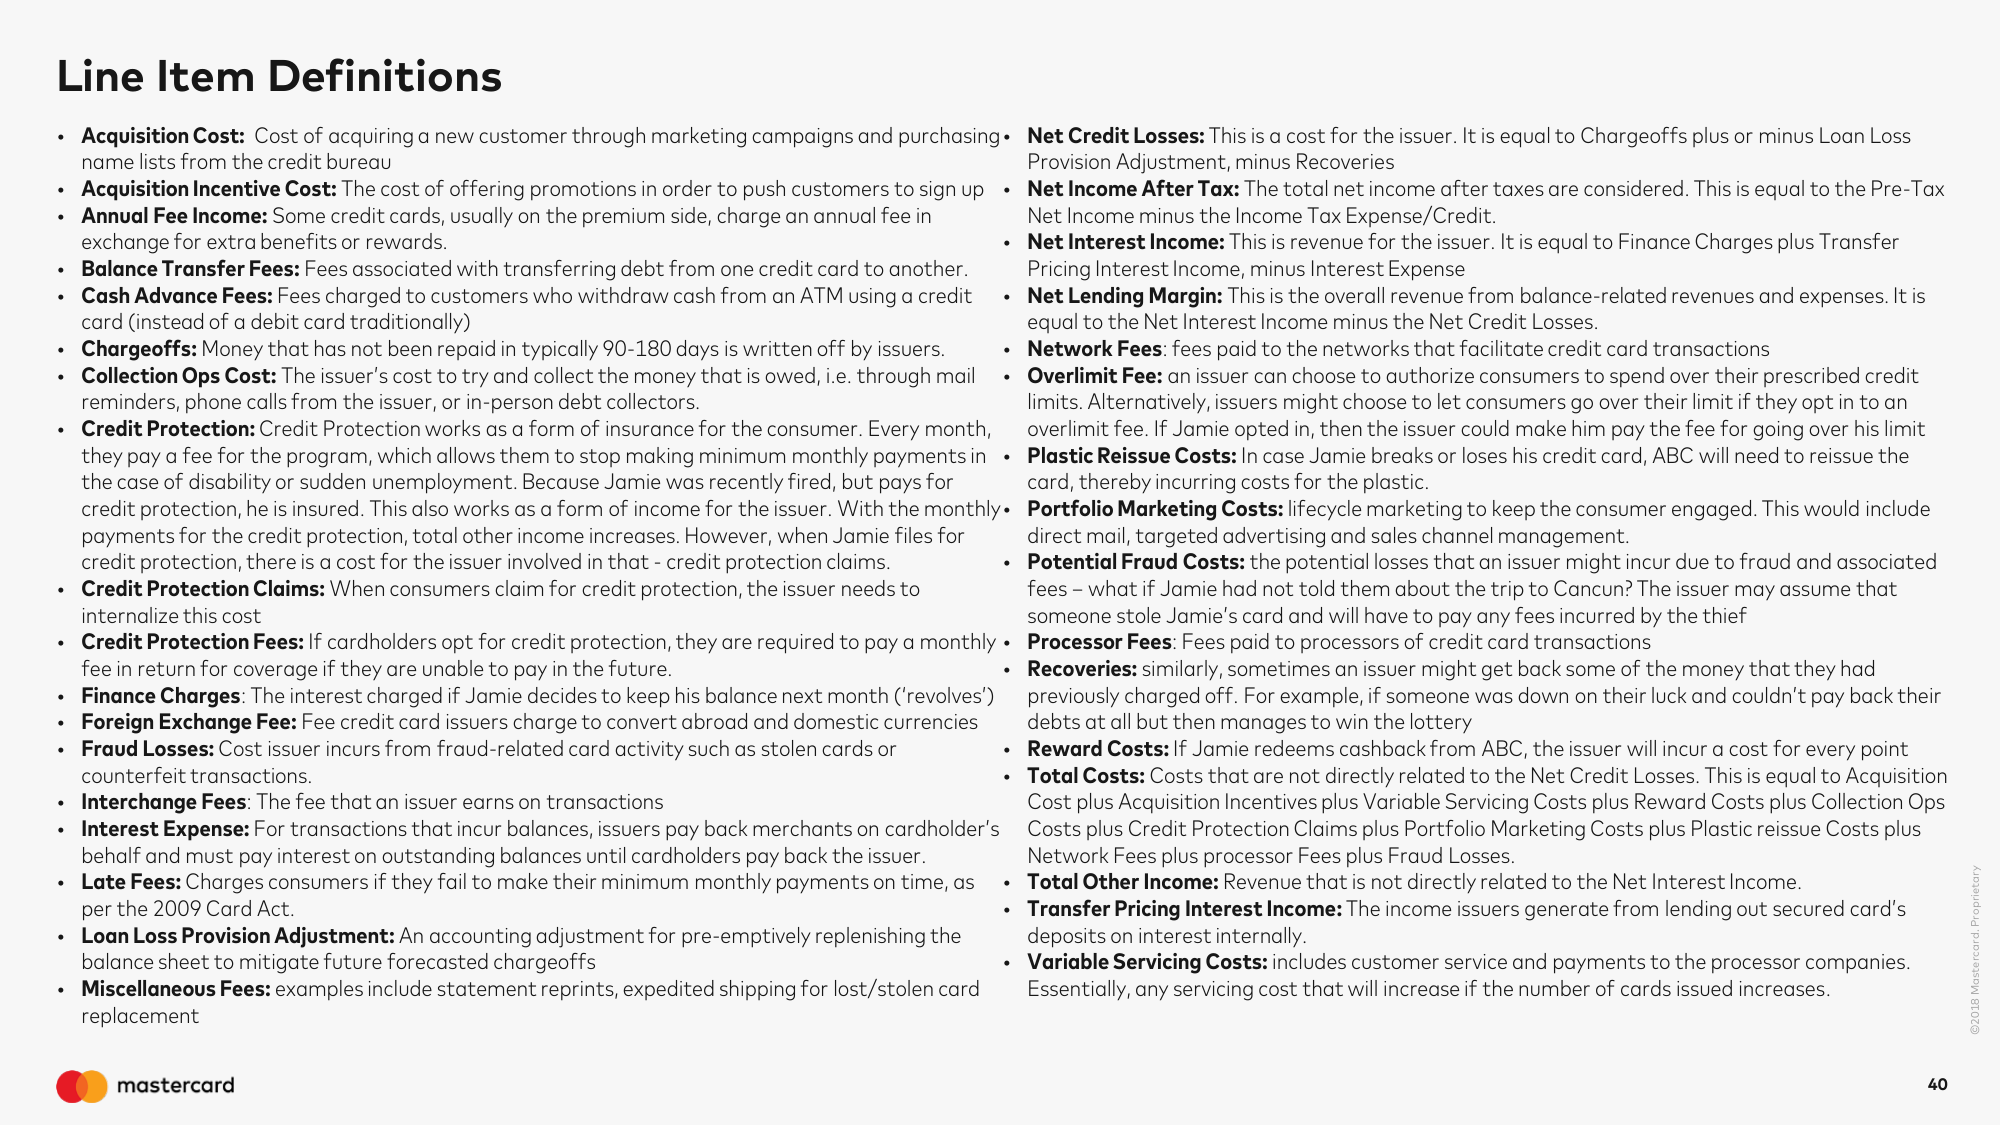 Line Item Definitions
• Acquisition Cost:  Cost of acquiring a new customer through marketing campaigns and purchasing
name lists from the credit bureau
• Acquisition Incentive Cost: The cost of offering promotions in order to push customers to sign up
• Annual Fee Income: Some credit cards, usually on the premium side, charge an annual fee in
exchange for extra benefits or rewards.
• Balance Transfer Fees: Fees associated with transferring debt from one credit card to another.
• Cash Advance Fees: Fees charged to customers who withdraw cash from an ATM using a credit
card (instead of a debit card traditionally)
• Chargeoffs: Money that has not been repaid in typically 90-180 days is written off by issuers.
• Collection Ops Cost: The issuer's cost to try and collect the money that is owed, i.e. through mail
reminders, phone calls from the issuer, or in-person debt collectors.
• Credit Protection: Credit Protection works as a form of insurance for the consumer. Every month,
they pay a fee for the program, which allows them to stop making minimum monthly payments in
the case of disability or sudden unemployment. Because Jamie was recently fired, but pays for
credit protection, he is insured. This also works as a form of income for the issuer. With the monthly
payments for the credit protection, total other income increases. However, when Jamie files for
credit protection, there is a cost for the issuer involved in that - credit protection claims.
• Credit Protection Claims: When consumers claim for credit protection, the issuer needs to
internalize this cost
• Credit Protection Fees: If cardholders opt for credit protection, they are required to pay a monthly
fee in return for coverage if they are unable to pay in the future.
• Finance Charges: The interest charged if Jamie decides to keep his balance next month ('revolves')
• Foreign Exchange Fee: Fee credit card issuers charge to convert abroad and domestic currencies
• Fraud Losses: Cost issuer incurs from fraud-related card activity such as stolen cards or
counterfeit transactions.
• Interchange Fees: The fee that an issuer earns on transactions
• Interest Expense: For transactions that incur balances, issuers pay back merchants on cardholder's
behalf and must pay interest on outstanding balances until cardholders pay back the issuer.
• Late Fees: Charges consumers if they fail to make their minimum monthly payments on time, as
per the 2009 Card Act.
• Loan Loss Provision Adjustment: An accounting adjustment for pre-emptively replenishing the
balance sheet to mitigate future forecasted chargeoffs
• Miscellaneous Fees: examples include statement reprints, expedited shipping for lost/stolen card
replacement
• Net Credit Losses: This is a cost for the issuer. It is equal to Chargeoffs plus or minus Loan Loss
Provision Adjustment, minus Recoveries
• Net Income After Tax: The total net income after taxes are considered. This is equal to the Pre-Tax
Net Income minus the Income Tax Expense/Credit.
• Net Interest Income: This is revenue for the issuer. It is equal to Finance Charges plus Transfer
Pricing Interest Income, minus Interest Expense
• Net Lending Margin: This is the overall revenue from balance-related revenues and expenses. It is
equal to the Net Interest Income minus the Net Credit Losses.
• Network Fees: fees paid to the networks that facilitate credit card transactions
• Overlimit Fee: an issuer can choose to authorize consumers to spend over their prescribed credit
limits. Alternatively, issuers might choose to let consumers go over their limit if they opt in to an
overlimit fee. If Jamie opted in, then the issuer could make him pay the fee for going over his limit
• Plastic Reissue Costs: In case Jamie breaks or loses his credit card, ABC will need to reissue the
card, thereby incurring costs for the plastic.
• Portfolio Marketing Costs: lifecycle marketing to keep the consumer engaged. This would include
direct mail, targeted advertising and sales channel management.
• Potential Fraud Costs: the potential losses that an issuer might incur due to fraud and associated
fees – what if Jamie had not told them about the trip to Cancun? The issuer may assume that
someone stole Jamie's card and will have to pay any fees incurred by the thief
• Processor Fees: Fees paid to processors of credit card transactions
• Recoveries: similarly, sometimes an issuer might get back some of the money that they had
previously charged off. For example, if someone was down on their luck and couldn't pay back their
debts at all but then manages to win the lottery
• Reward Costs: If Jamie redeems cashback from ABC, the issuer will incur a cost for every point
• Total Costs: Costs that are not directly related to the Net Credit Losses. This is equal to Acquisition
Cost plus Acquisition Incentives plus Variable Servicing Costs plus Reward Costs plus Collection Ops
Costs plus Credit Protection Claims plus Portfolio Marketing Costs plus Plastic reissue Costs plus
Network Fees plus processor Fees plus Fraud Losses.
• Total Other Income: Revenue that is not directly related to the Net Interest Income.
• Transfer Pricing Interest Income: The income issuers generate from lending out secured card's
deposits on interest internally.
• Variable Servicing Costs: includes customer service and payments to the processor companies.
Essentially, any servicing cost that will increase if the number of cards issued increases.
©2018 Mastercard. Proprietary
mastercard
40